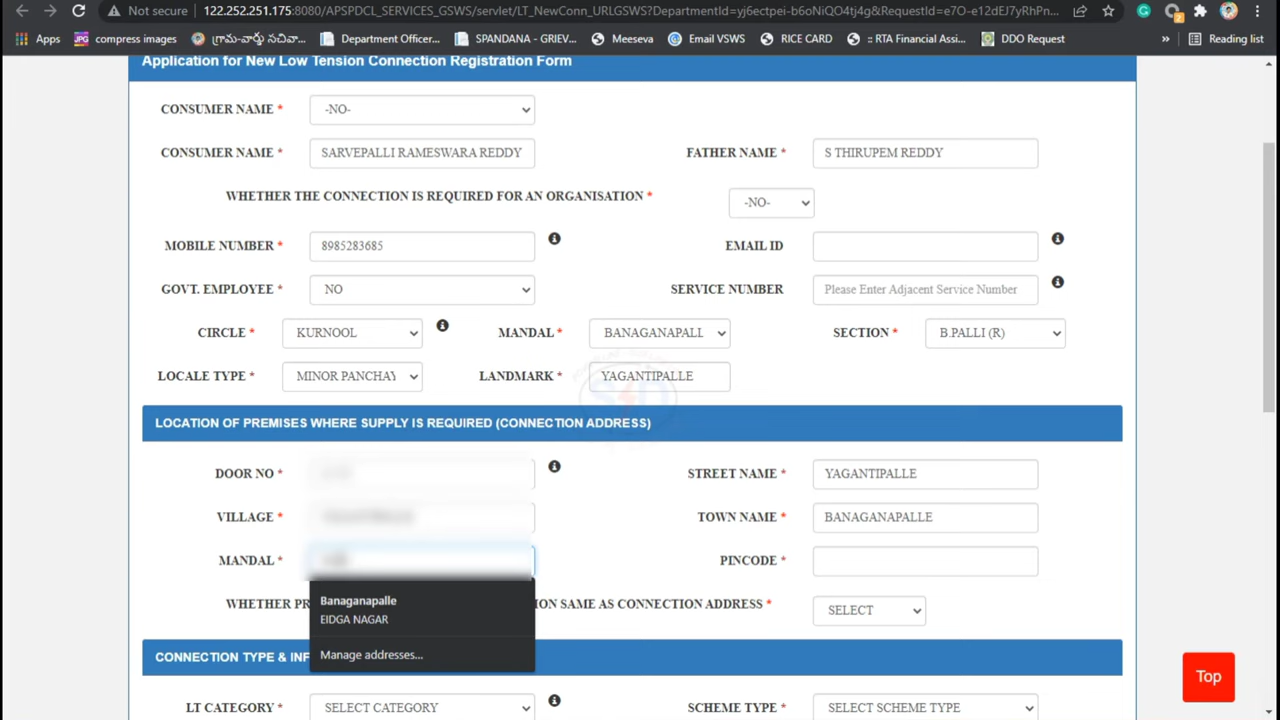 Not secure | 122.252.251.175:8080/APSPDCL_SERVICES_GSWS/servlet/LT_NewConn_URLGSWS?DepartmentId=yj6ectpei-b6oNiQO4tj4g&RequestId=e7O-e12dEJ7yRhPn...
Apps JPG compress images గ్రామ-వార్డు సచివా... Department Officer... SPANDANA - GRIEV... Meeseva Email VSWS RICE CARD :: RTA Financial Assi... DDO Request » Reading list
Application for New Low Tension Connection Registration Form
CONSUMER NAME * -NO-
CONSUMER NAME * SARVEPALLI RAMESWARA REDDY FATHER NAME * S THIRUPEM REDDY
WHETHER THE CONNECTION IS REQUIRED FOR AN ORGANISATION * -NO-
MOBILE NUMBER * 8985283685 EMAIL ID
GOVT. EMPLOYEE * NO SERVICE NUMBER Please Enter Adjacent Service Number
CIRCLE * KURNOOL MANDAL * BANAGANAPALL SECTION * B.PALLI (R)
LOCALE TYPE * MINOR PANCHAY LANDMARK * YAGANTIPALLE
LOCATION OF PREMISES WHERE SUPPLY IS REQUIRED (CONNECTION ADDRESS)
DOOR NO * STREET NAME * YAGANTIPALLE
VILLAGE * TOWN NAME * BANAGANAPALLE
MANDAL * PINCODE *
Banaganapalle
WHETHER PR ON SAME AS CONNECTION ADDRESS * SELECT
EIDGA NAGAR
Manage addresses...
CONNECTION TYPE & INF
LT CATEGORY * SELECT CATEGORY SCHEME TYPE * SELECT SCHEME TYPE
Top